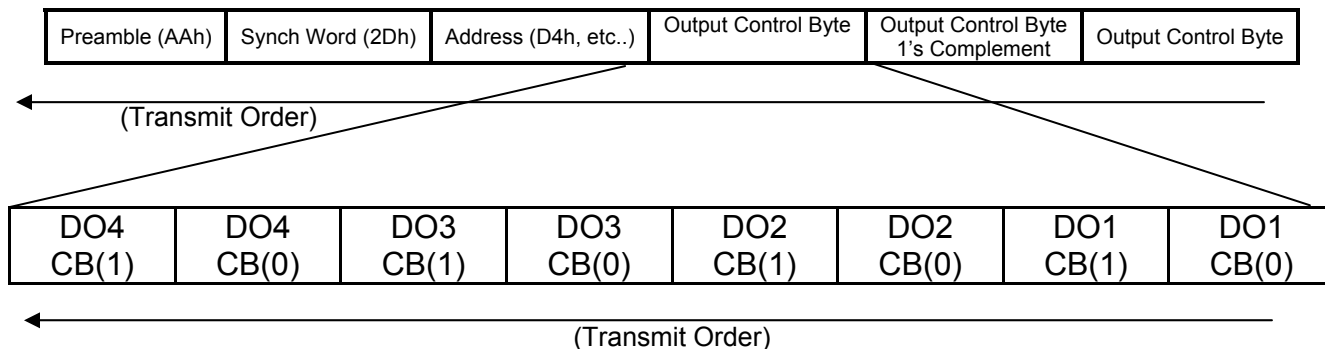 Preamble (AAh)
Synch Word (2Dh)
Address (D4h, etc..)
Output Control Byte
Output Control Byte
1's Complement
Output Control Byte
(Transmit Order)
DO4
CB(1)
DO4
CB(0)
DO3
CB(1)
DO3
CB(0)
DO2
CB(1)
DO2
CB(0)
DO1
CB(1)
DO1
CB(0)
(Transmit Order)